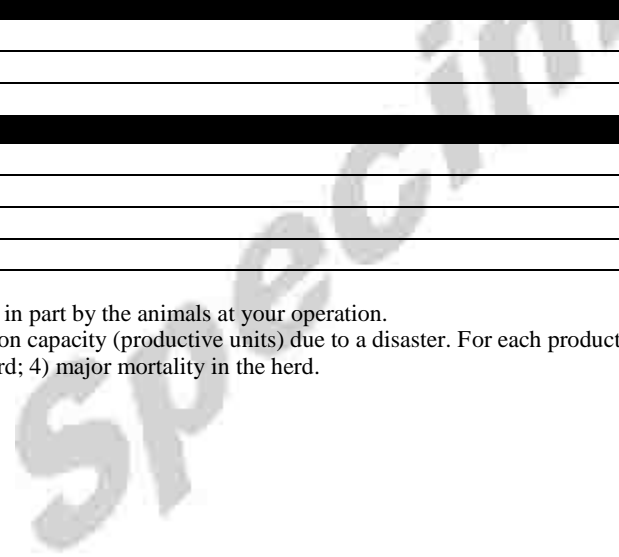 in part by the animals at your operation.
on capacity (productive units) due to a disaster. For each product
rd; 4) major mortality in the herd.
Specim